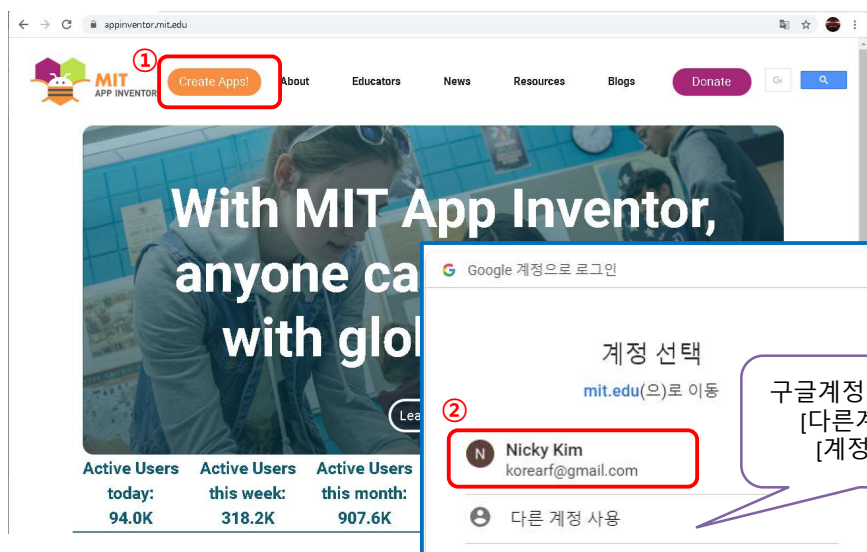 appinventor.mit.edu
①
MIT
APP INVENTOR
Create Apps!
About
Educators
News
Resources
Blogs
Donate
With MIT App Inventor,
anyone ca
with glo
Lea
Active Users
today:
94.0K
Active Users
this week:
318.2K
Active Users
this month:
907.6K
G Google 계정으로 로그인
계정 선택
mit.edu(으)로 이동
②
N
Nicky Kim
korearf@gmail.com
다른 계정 사용
구글계정
[다른계
[계정